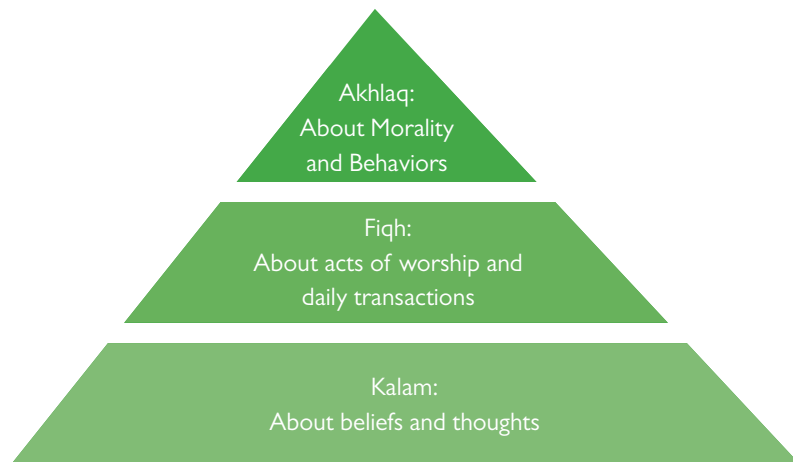 Akhlaq:
About Morality
and Behaviors
Fiqh:
About acts of worship and
daily transactions
Kalam:
About beliefs and thoughts